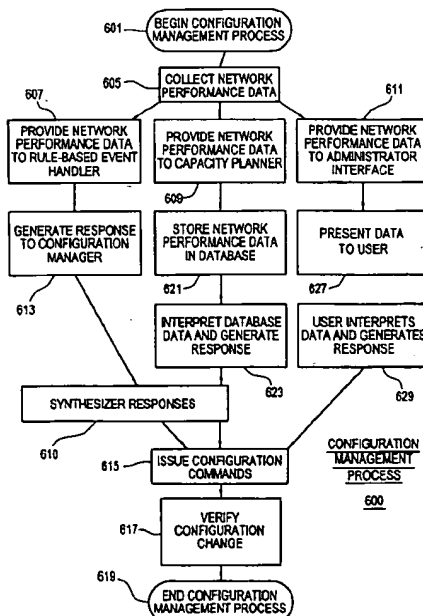 601
BEGIN CONFIGURATION
MANAGEMENT PROCESS
605
COLLECT NETWORK
PERFORMANCE DATA
607
PROVIDE NETWORK
PERFORMANCE DATA
TO RULE-BASED EVENT
HANDLER
PROVIDE NETWORK
PERFORMANCE DATA
TO CAPACITY PLANNER
609
611
PROVIDE NETWORK
PERFORMANCE DATA
TO ADMINISTRATOR
INTERFACE
GENERATE RESPONSE
TO CONFIGURATION
MANAGER
613
STORE NETWORK
PERFORMANCE DATA
IN DATABASE
621
PRESENT DATA
TO USER
627
INTERPRET DATABASE
DATA AND GENERATE
RESPONSE
623
USER INTERPRETS
DATA AND GENERATES
RESPONSE
629
SYNTHESIZER RESPONSES
610
615
ISSUE CONFIGURATION
COMMANDS
CONFIGURATION
MANAGEMENT
PROCESS
600
617
VERIFY
CONFIGURATION
CHANGE
619
END CONFIGURATION
MANAGEMENT PROCESS